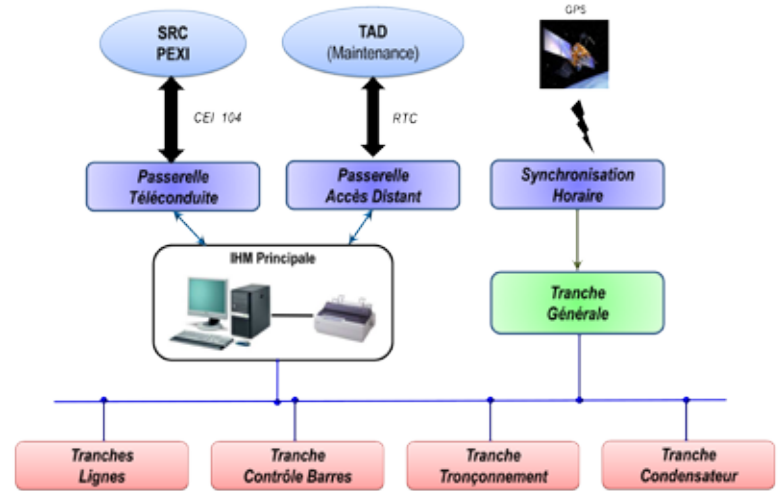 GPS
SRC
PEXI
TAD
(Maintenance)
CEI 104
RTC
Passerelle
Téléconduite
Passerelle
Accès Distant
Synchronisation
Horaire
IHM Principale
Tranche
Générale
Tranches
Lignes
Tranche
Contrôle Barres
Tranche
Tronçonnement
Tranche
Condensateur